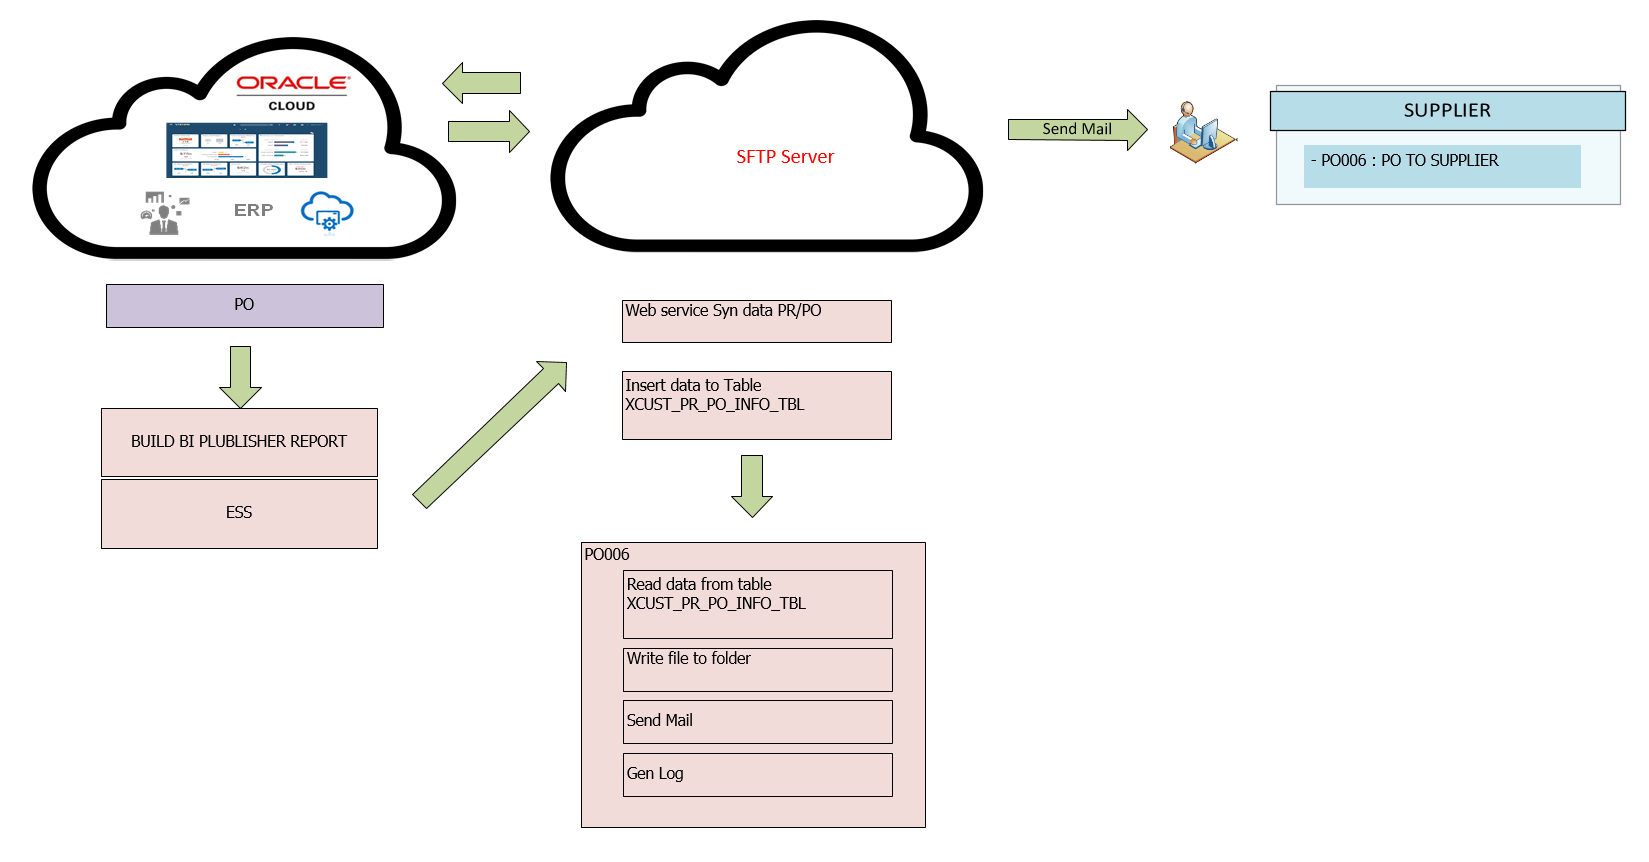 ORACLE®
CLOUD
ERP
SFTP Server
Send Mail
SUPPLIER
- PO006 : PO TO SUPPLIER
PO
BUILD BI PLUBLISHER REPORT
ESS
Web service Syn data PR/PO
Insert data to Table
XCUST_PR_PO_INFO_TBL
PO006
Read data from table
XCUST_PR_PO_INFO_TBL
Write file to folder
Send Mail
Gen Log